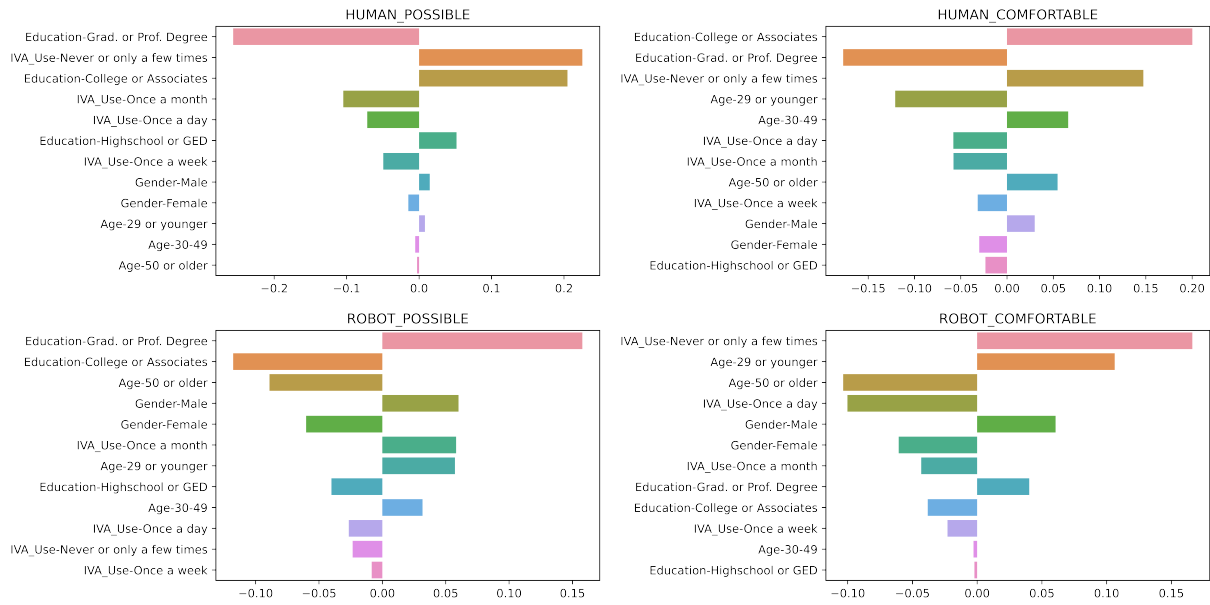 HUMAN_POSSIBLE
Education-Grad. or Prof. Degree
IVA_Use-Never or only a few times
Education-College or Associates
IVA_Use-Once a month
IVA_Use-Once a day
Education-Highschool or GED
IVA_Use-Once a week
Gender-Male
Gender-Female
Age-29 or younger
Age-30-49
Age-50 or older
−0.2 −0.1 0.0 0.1 0.2
HUMAN_COMFORTABLE
Education-College or Associates
Education-Grad. or Prof. Degree
IVA_Use-Never or only a few times
Age-29 or younger
Age-30-49
IVA_Use-Once a day
IVA_Use-Once a month
Age-50 or older
IVA_Use-Once a week
Gender-Male
Gender-Female
Education-Highschool or GED
−0.15 −0.10 −0.05 0.00 0.05 0.10 0.15 0.20
ROBOT_POSSIBLE
Education-Grad. or Prof. Degree
Education-College or Associates
Age-50 or older
Gender-Male
Gender-Female
IVA_Use-Once a month
Age-29 or younger
Education-Highschool or GED
Age-30-49
IVA_Use-Once a day
IVA_Use-Never or only a few times
IVA_Use-Once a week
−0.10 −0.05 0.00 0.05 0.10 0.15
ROBOT_COMFORTABLE
IVA_Use-Never or only a few times
Age-29 or younger
Age-50 or older
IVA_Use-Once a day
Gender-Male
Gender-Female
IVA_Use-Once a month
Education-Grad. or Prof. Degree
Education-College or Associates
IVA_Use-Once a week
Age-30-49
Education-Highschool or GED
−0.10 −0.05 0.00 0.05 0.10 0.15